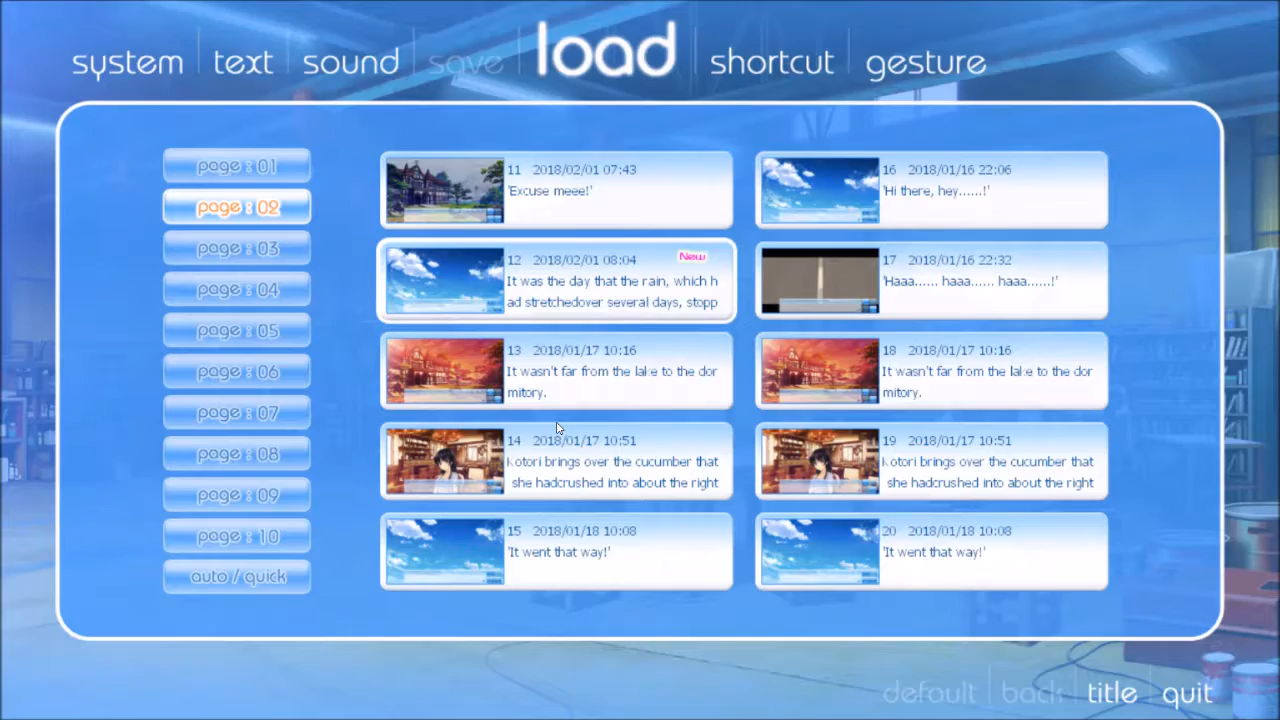 system text sound save load shortcut gesture
page : 01
page : 02
page : 03
page : 04
page : 05
page : 06
page : 07
page : 08
page : 09
page : 10
auto / quick
11 2018/02/01 07:43
'Excuse meee!'
12 2018/02/01 08:04 New
It was the day that the rain, which h
ad stretchedover several days, stopp
13 2018/01/17 10:16
It wasn't far from the lake to the dor
mitory.
14 2018/01/17 10:51
Kotori brings over the cucumber that
she hadcrushed into about the right
15 2018/01/18 10:08
'It went that way!'
16 2018/01/16 22:06
'Hi there, hey......!'
17 2018/01/16 22:32
'Haaa...... haaa...... haaa......!'
18 2018/01/17 10:16
It wasn't far from the lake to the dor
mitory.
19 2018/01/17 10:51
Kotori brings over the cucumber that
she hadcrushed into about the right
20 2018/01/18 10:08
'It went that way!'
default back title quit